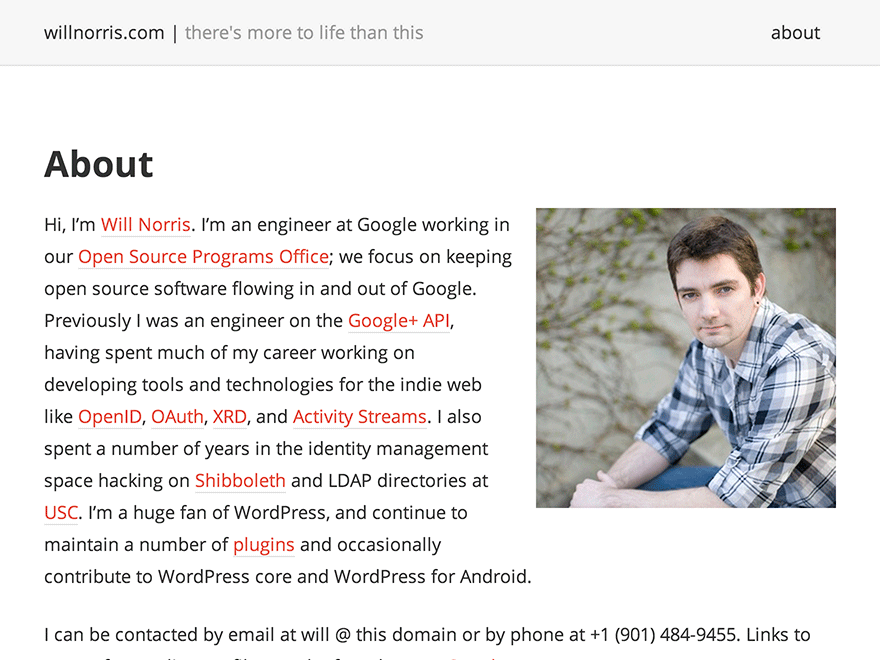 willnorris.com | there's more to life than this
about
About
Hi, I’m Will Norris. I’m an engineer at Google working in
our Open Source Programs Office; we focus on keeping
open source software flowing in and out of Google.
Previously I was an engineer on the Google+ API,
having spent much of my career working on
developing tools and technologies for the indie web
like OpenID, OAuth, XRD, and Activity Streams. I also
spent a number of years in the identity management
space hacking on Shibboleth and LDAP directories at
USC. I’m a huge fan of WordPress, and continue to
maintain a number of plugins and occasionally
contribute to WordPress core and WordPress for Android.
I can be contacted by email at will @ this domain or by phone at +1 (901) 484-9455. Links to